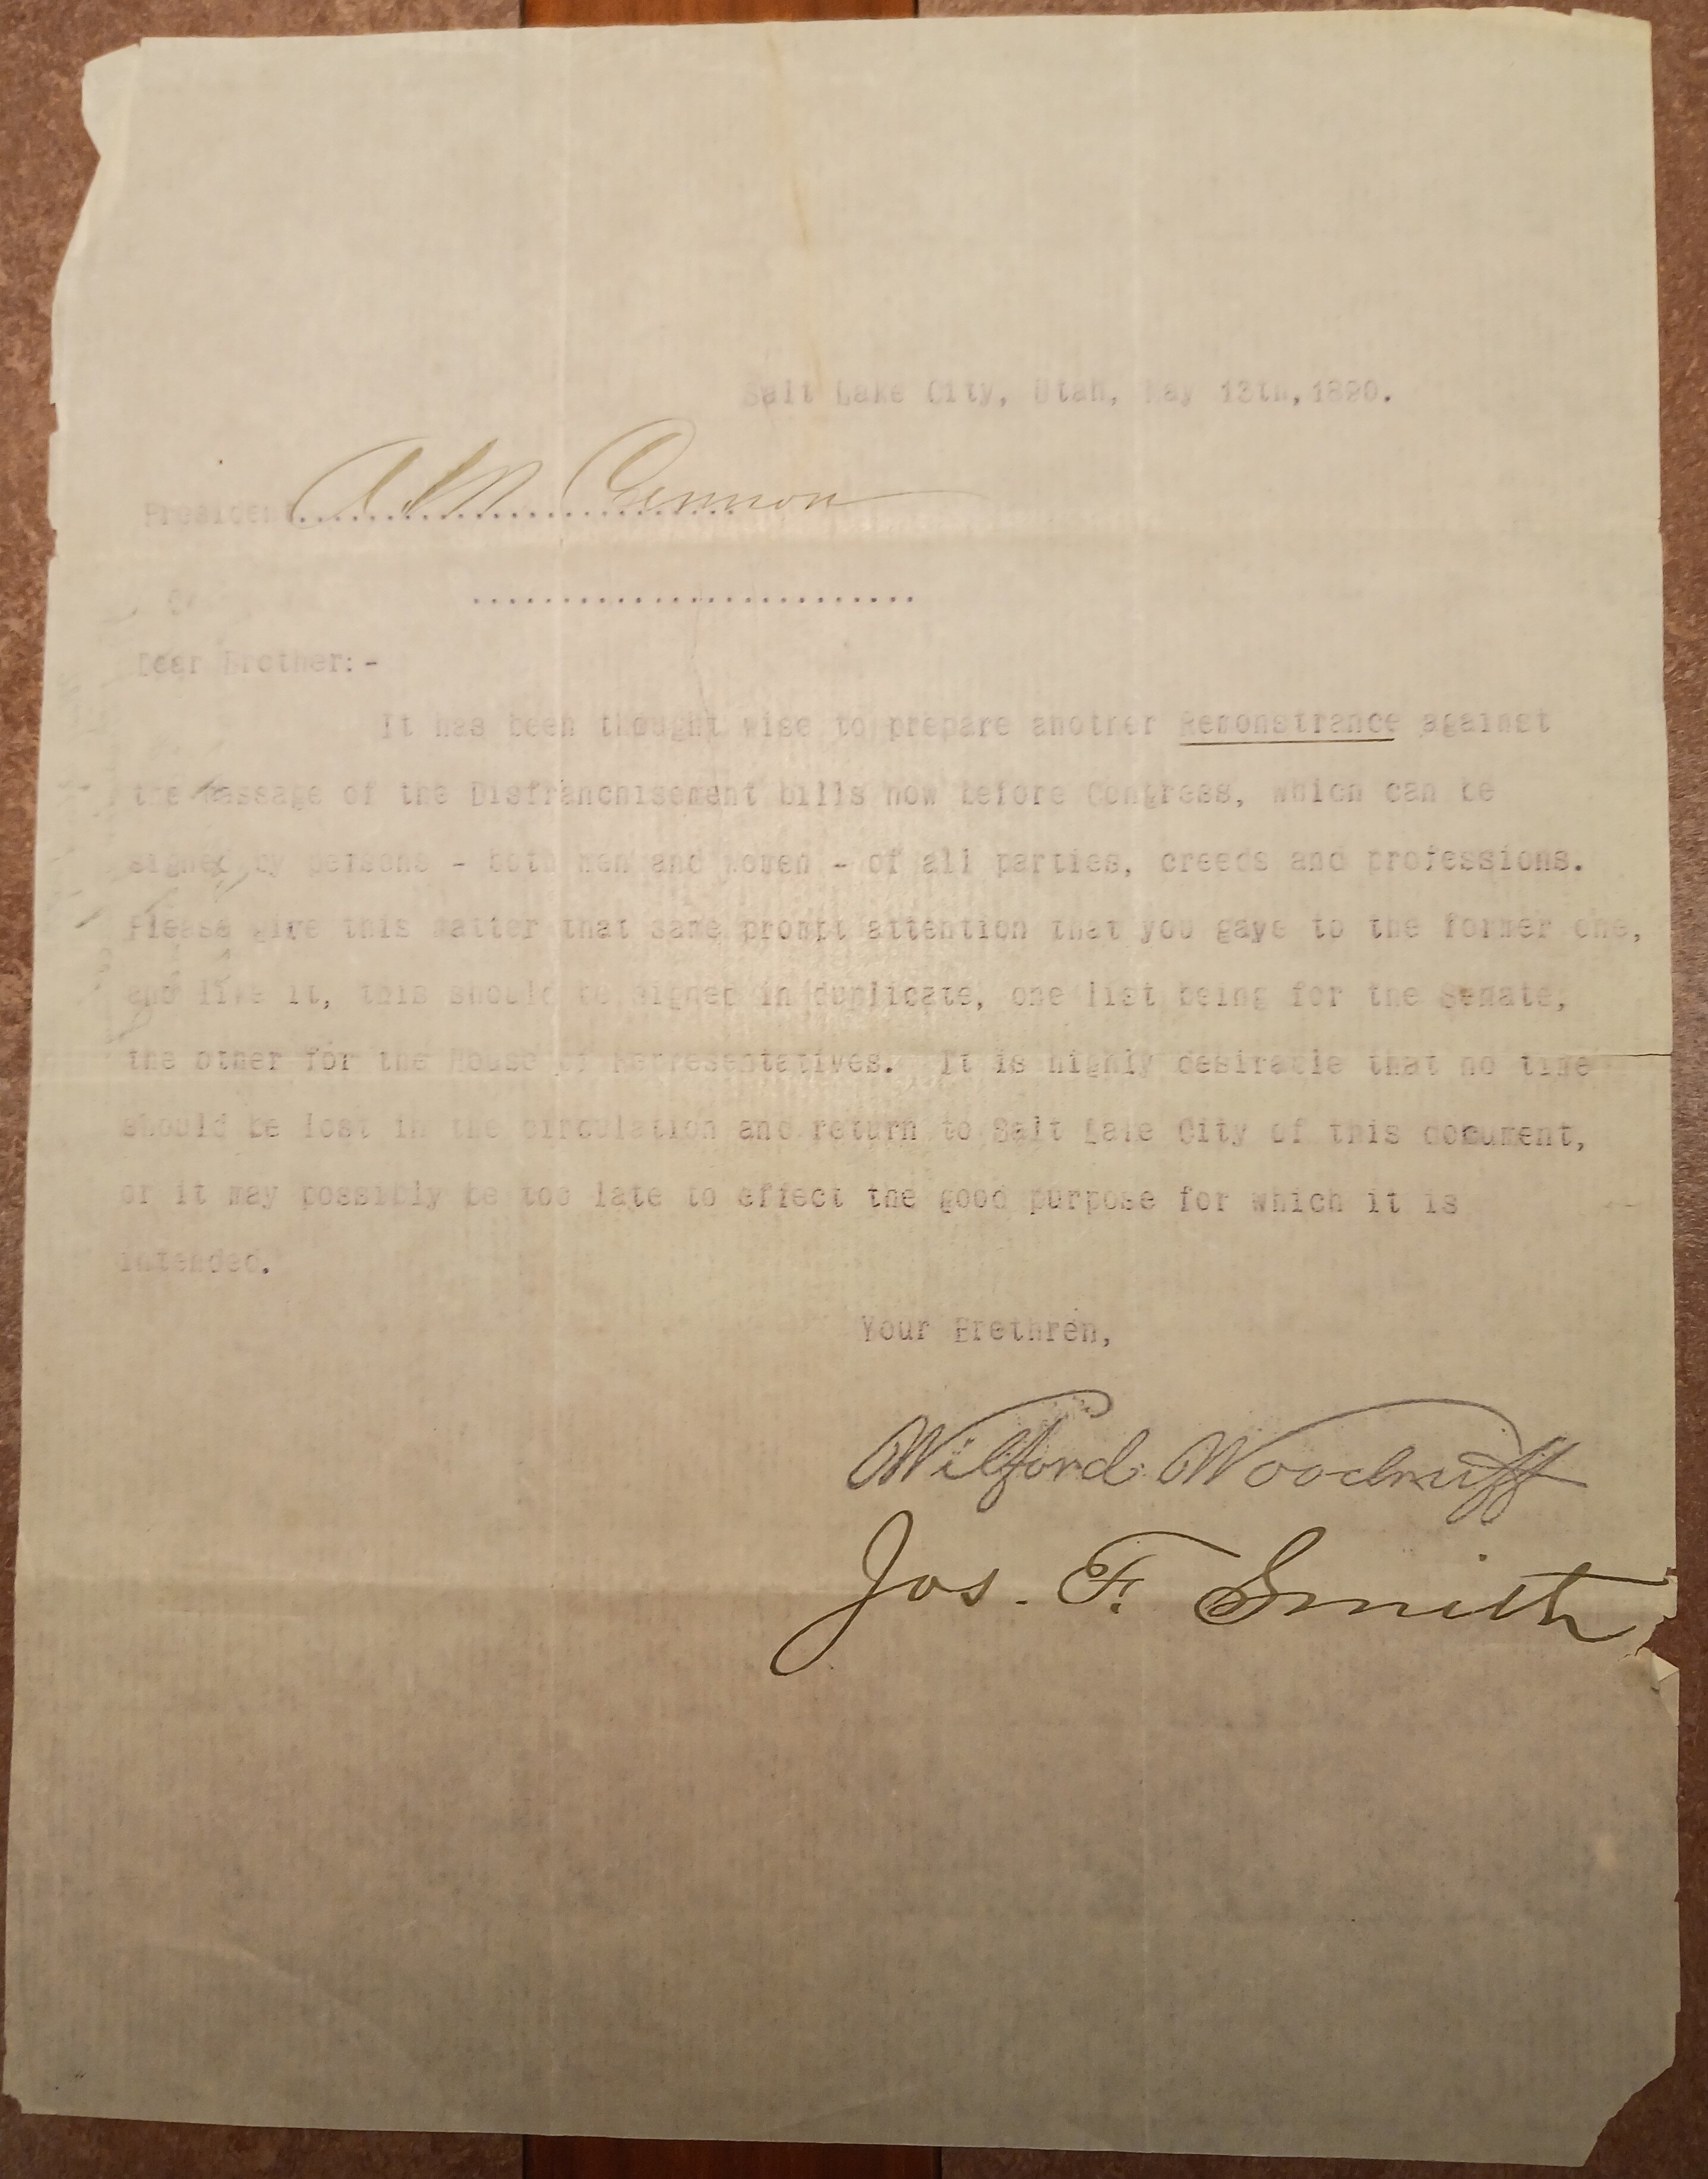 Salt Lake City, Utah, May 13th, 1890.
President A. M. Cannon
Dear Brother:-
It has been thought wise to prepare another Remonstrance against
the passage of the Disfranchisement bills now before Congress, which can be
signed by persons - both men and women - of all parties, creeds and professions.
Please give this matter that same prompt attention that you gave to the former one,
and like it, this should be signed in duplicate, one list being for the Senate,
the other for the House of Representatives. It is highly desirable that no time
should be lost in the circulation and return to Salt Lake City of this document,
or it may possibly be too late to effect the good purpose for which it is
intended.
Your Brethren,
Wilford Woodruff
Jos. F. Smith